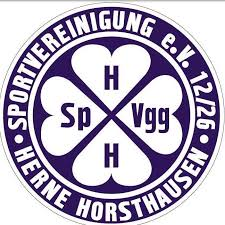 SPORTVEREINIGUNG e.V. 12/26
H
Sp Vgg
H
HERNE HORSTHAUSEN